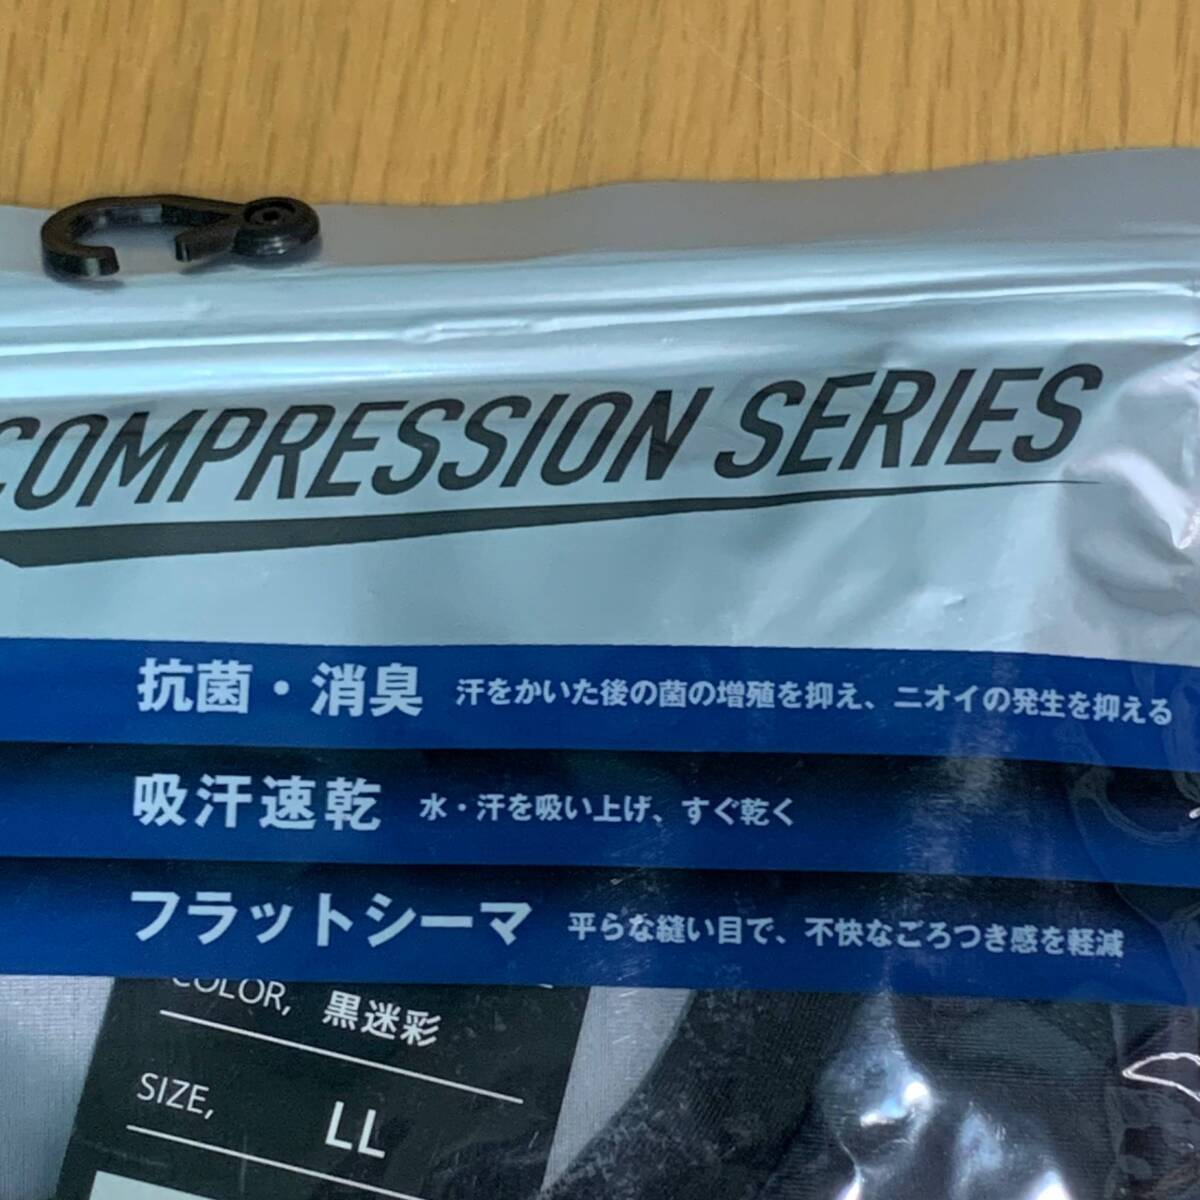 COMPRESSION SERIES
抗菌・消臭 汗をかいた後の菌の増殖を抑え、ニオイの発生を抑える
吸汗速乾 水・汗を吸い上げ、すぐ乾く
フラットシーマ 平らな縫い目で、不快なごろつき感を軽減
COLOR, 黒迷彩
SIZE, LL